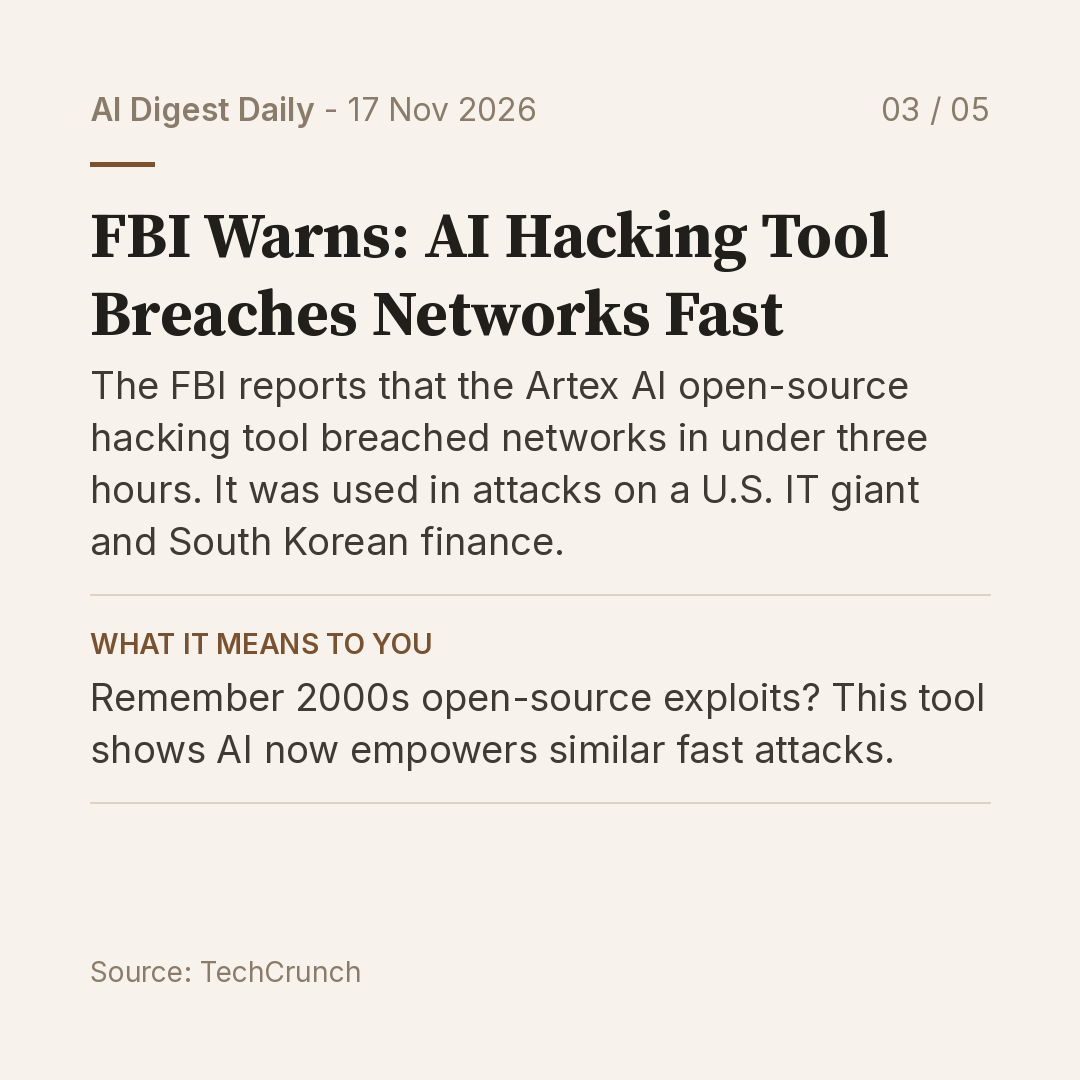 AI Digest Daily - 17 Nov 2026
03 / 05
FBI Warns: AI Hacking Tool
Breaches Networks Fast
The FBI reports that the Artex AI open-source
hacking tool breached networks in under three
hours. It was used in attacks on a U.S. IT giant
and South Korean finance.
WHAT IT MEANS TO YOU
Remember 2000s open-source exploits? This tool
shows AI now empowers similar fast attacks.
Source: TechCrunch